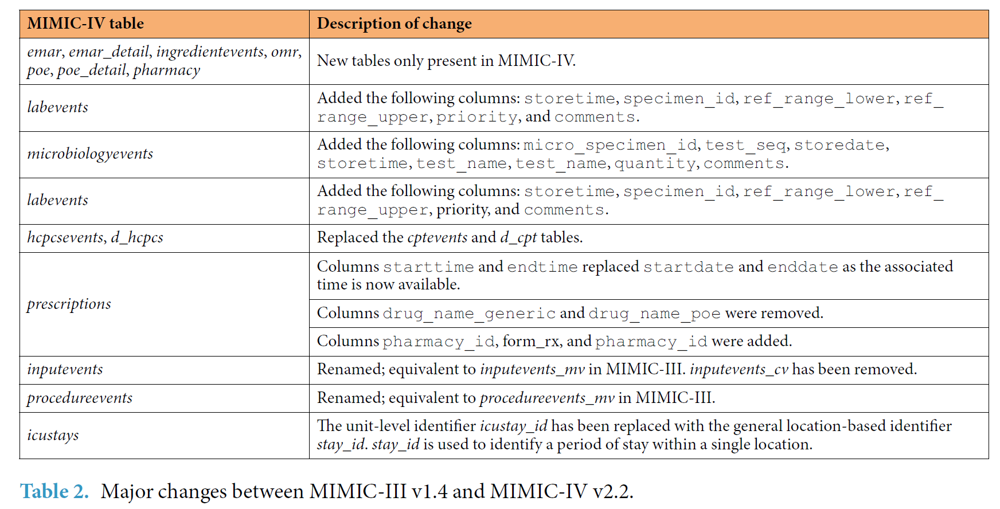 MIMIC-IV table Description of change
emar, emar_detail, ingredientevents, omr,
poe, poe_detail, pharmacy
New tables only present in MIMIC-IV.
labevents
Added the following columns: storetime, specimen_id, ref_range_lower, ref_
range_upper, priority, and comments.
microbiologyevents
Added the following columns: micro_specimen_id, test_seq, storedate,
storetime, test_name, test_name, quantity, comments.
labevents
Added the following columns: storetime, specimen_id, ref_range_lower, ref_
range_upper, priority, and comments.
hcpcsevents, d_hcpcs Replaced the cptevents and d_cpt tables.
prescriptions
Columns starttime and endtime replaced startdate and enddate as the associated
time is now available.
Columns drug_name_generic and drug_name_poe were removed.
Columns pharmacy_id, form_rx, and pharmacy_id were added.
inputevents Renamed; equivalent to inputevents_mv in MIMIC-III. inputevents_cv has been removed.
procedureevents Renamed; equivalent to procedureevents_mv in MIMIC-III.
icustays
The unit-level identifier icustay_id has been replaced with the general location-based identifier
stay_id. stay_id is used to identify a period of stay within a single location.
Table 2. Major changes between MIMIC-III v1.4 and MIMIC-IV v2.2.